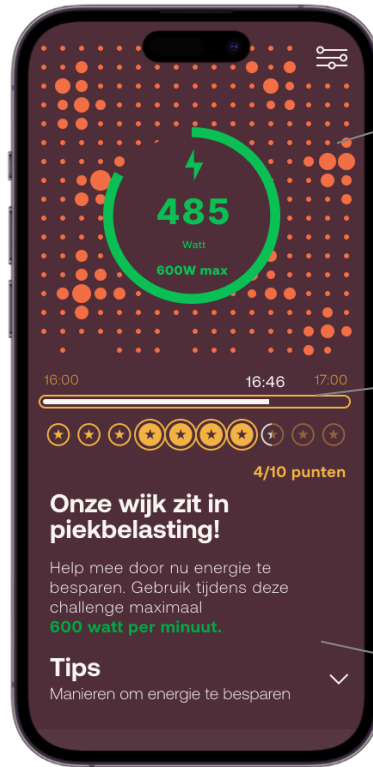 485
Watt
600W max
16:00 16:46 17:00
4/10 punten
Onze wijk zit in
piekbelasting!
Help mee door nu energie te
besparen. Gebruik tijdens deze
challenge maximaal
600 watt per minuut.
Tips
Manieren om energie te besparen